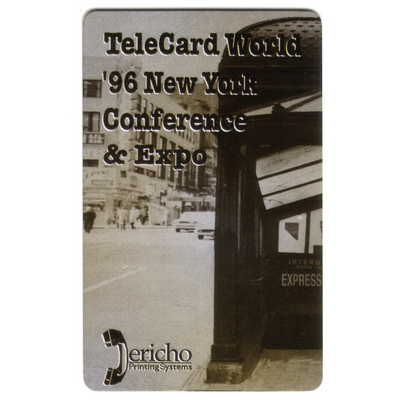 TeleCard World
'96 New York
Conference
& Expo
EXPRESS
Jericho
Printing Systems